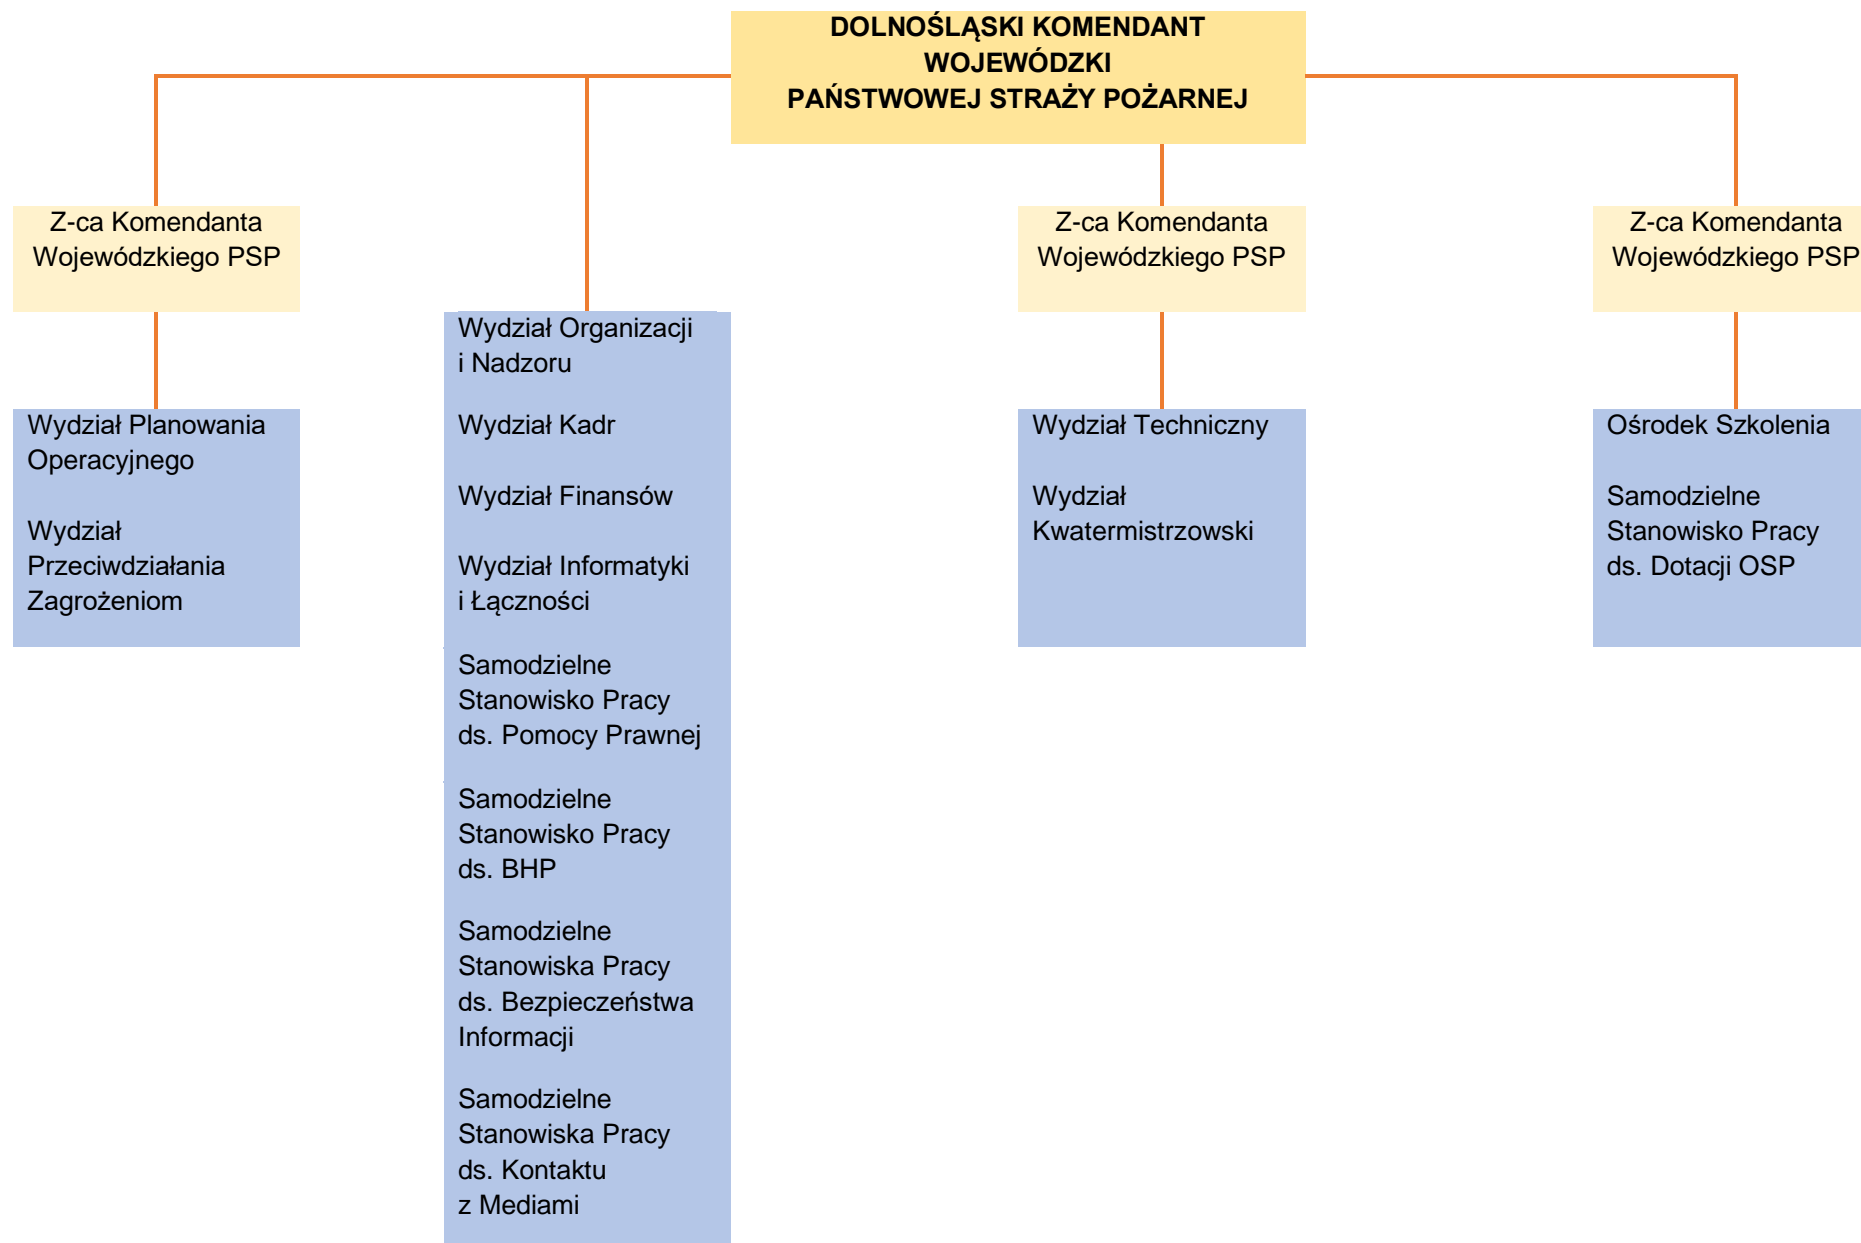 DOLNOŚLĄSKI KOMENDANT
WOJEWÓDZKI
PAŃSTWOWEJ STRAŻY POŻARNEJ
Z-ca Komendanta
Wojewódzkiego PSP
Z-ca Komendanta
Wojewódzkiego PSP
Z-ca Komendanta
Wojewódzkiego PSP
Wydział Planowania
Operacyjnego
Wydział
Przeciwdziałania
Zagrożeniom
Wydział Organizacji
i Nadzoru
Wydział Kadr
Wydział Finansów
Wydział Informatyki
i Łączności
Samodzielne
Stanowisko Pracy
ds. Pomocy Prawnej
Samodzielne
Stanowisko Pracy
ds. BHP
Samodzielne
Stanowiska Pracy
ds. Bezpieczeństwa
Informacji
Samodzielne
Stanowiska Pracy
ds. Kontaktu
z Mediami
Wydział Techniczny
Wydział
Kwatermistrzowski
Ośrodek Szkolenia
Samodzielne
Stanowisko Pracy
ds. Dotacji OSP